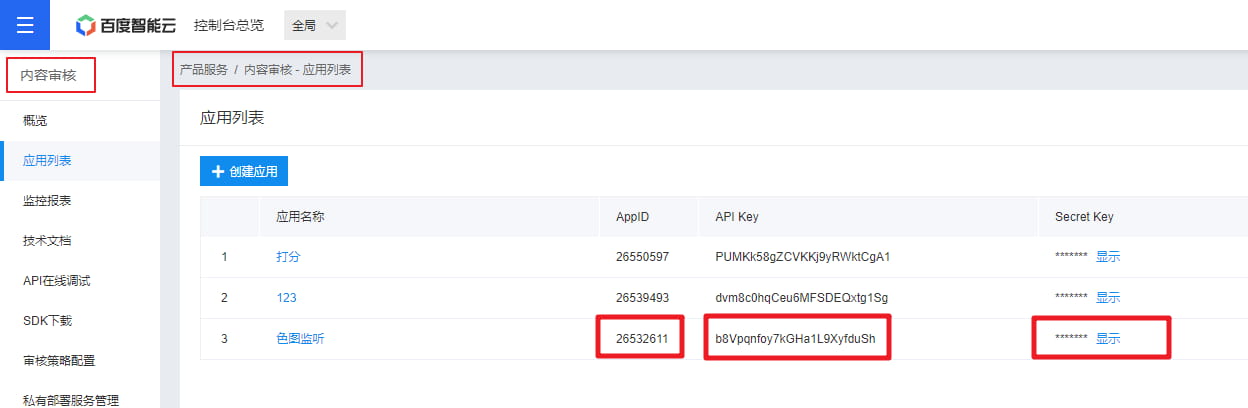 百度智能云 控制台总览 全局
内容审核
产品服务 / 内容审核 - 应用列表
概览
应用列表
监控报表
技术文档
API在线调试
SDK下载
审核策略配置
私有部署服务管理
应用列表
+ 创建应用
应用名称 AppID API Key Secret Key
1 打分 26550597 PUMKk58gZCVKKj9yRWktCgA1 ******* 显示
2 123 26539493 dvm8c0hqCeu6MFSDEQxtg1Sg ******* 显示
3 色图监听 26532611 b8Vpqnfoy7kGHa1L9XyfduSh ******* 显示